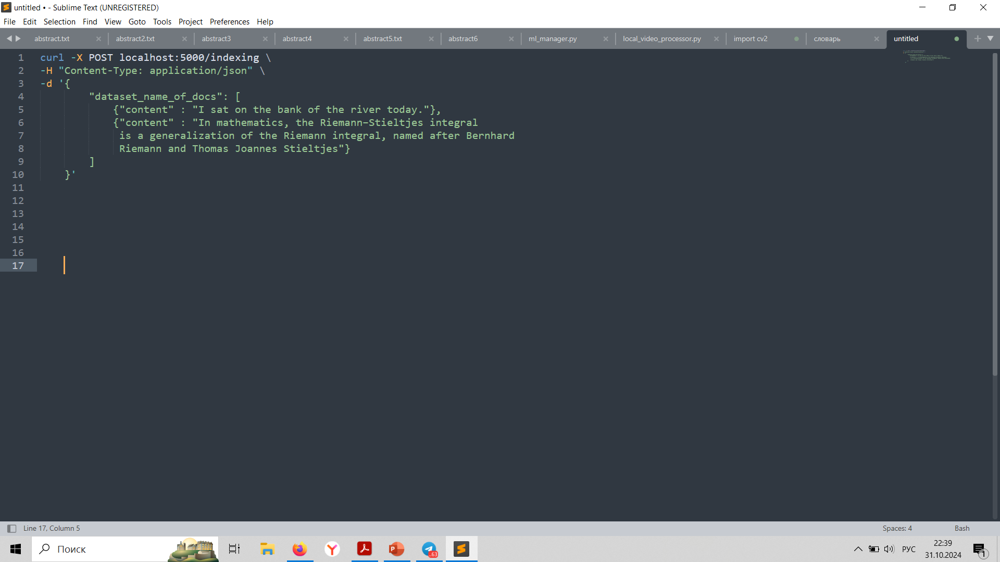 untitled • - Sublime Text (UNREGISTERED)
File Edit Selection Find View Goto Tools Project Preferences Help
abstract.txt abstract2.txt abstract3 abstract4 abstract5.txt abstract6 ml_manager.py local_video_processor.py import cv2 словарь untitled
1 curl -X POST localhost:5000/indexing \
2 -H "Content-Type: application/json" \
3 -d '{
4 "dataset_name_of_docs": [
5 {"content" : "I sat on the bank of the river today."},
6 {"content" : "In mathematics, the Riemann–Stieltjes integral
7 is a generalization of the Riemann integral, named after Bernhard
8 Riemann and Thomas Joannes Stieltjes"}
9 ]
10 }'
11
12
13
14
15
16
17
Line 17, Column 5 Spaces: 4 Bash
Поиск ..63 РУС 22:39
31.10.2024 1